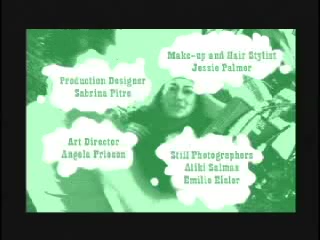 Make-up and Hair Stylist
Jessie Palmer
Production Designer
Sabrina Pitre
Art Director
Angela Friesen
Still Photographers
Aliki Salmas
Emilie Eisler